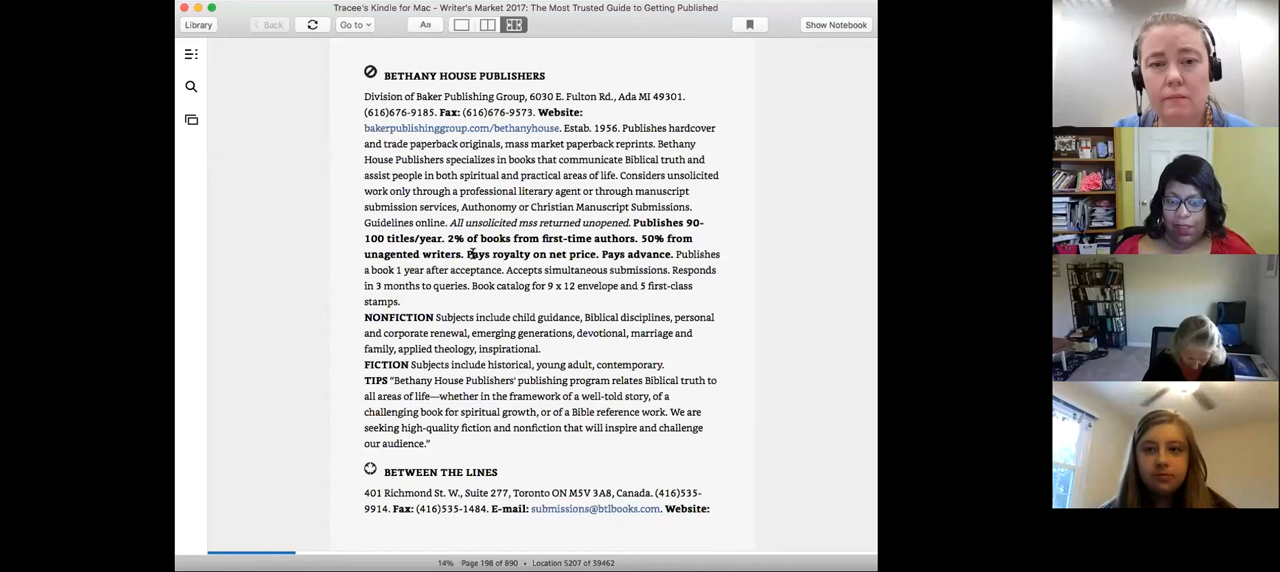 Tracee's Kindle for Mac - Writer's Market 2017: The Most Trusted Guide to Getting Published
Library
Back
Go to
Aa
Show Notebook
BETHANY HOUSE PUBLISHERS
Division of Baker Publishing Group, 6030 E. Fulton Rd., Ada MI 49301.
(616)676-9185. Fax: (616)676-9573. Website:
bakerpublishinggroup.com/bethanyhouse. Estab. 1956. Publishes hardcover
and trade paperback originals, mass market paperback reprints. Bethany
House Publishers specializes in books that communicate Biblical truth and
assist people in both spiritual and practical areas of life. Considers unsolicited
work only through a professional literary agent or through manuscript
submission services, Authonomy or Christian Manuscript Submissions.
Guidelines online. All unsolicited mss returned unopened. Publishes 90-
100 titles/year. 2% of books from first-time authors. 50% from
unagented writers. Pays royalty on net price. Pays advance. Publishes
a book 1 year after acceptance. Accepts simultaneous submissions. Responds
in 3 months to queries. Book catalog for 9 x 12 envelope and 5 first-class
stamps.
NONFICTION Subjects include child guidance, Biblical disciplines, personal
and corporate renewal, emerging generations, devotional, marriage and
family, applied theology, inspirational.
FICTION Subjects include historical, young adult, contemporary.
TIPS "Bethany House Publishers' publishing program relates Biblical truth to
all areas of life—whether in the framework of a well-told story, of a
challenging book for spiritual growth, or of a Bible reference work. We are
seeking high-quality fiction and nonfiction that will inspire and challenge
our audience."
BETWEEN THE LINES
401 Richmond St. W., Suite 277, Toronto ON M5V 3A8, Canada. (416)535-
9914. Fax: (416)535-1484. E-mail: submissions@btlbooks.com. Website:
14% Page 198 of 890 • Location 5207 of 39462